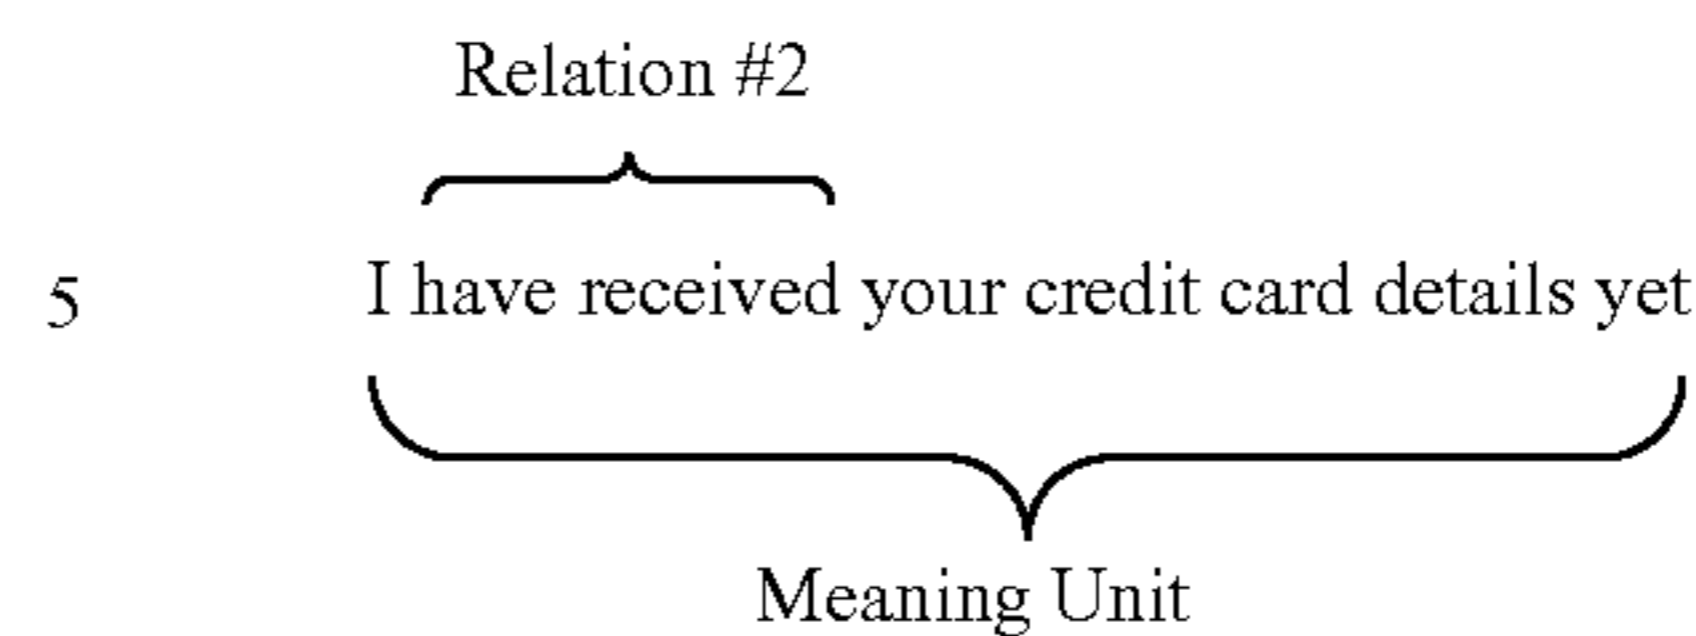 Relation #2
5 I have received your credit card details yet
Meaning Unit